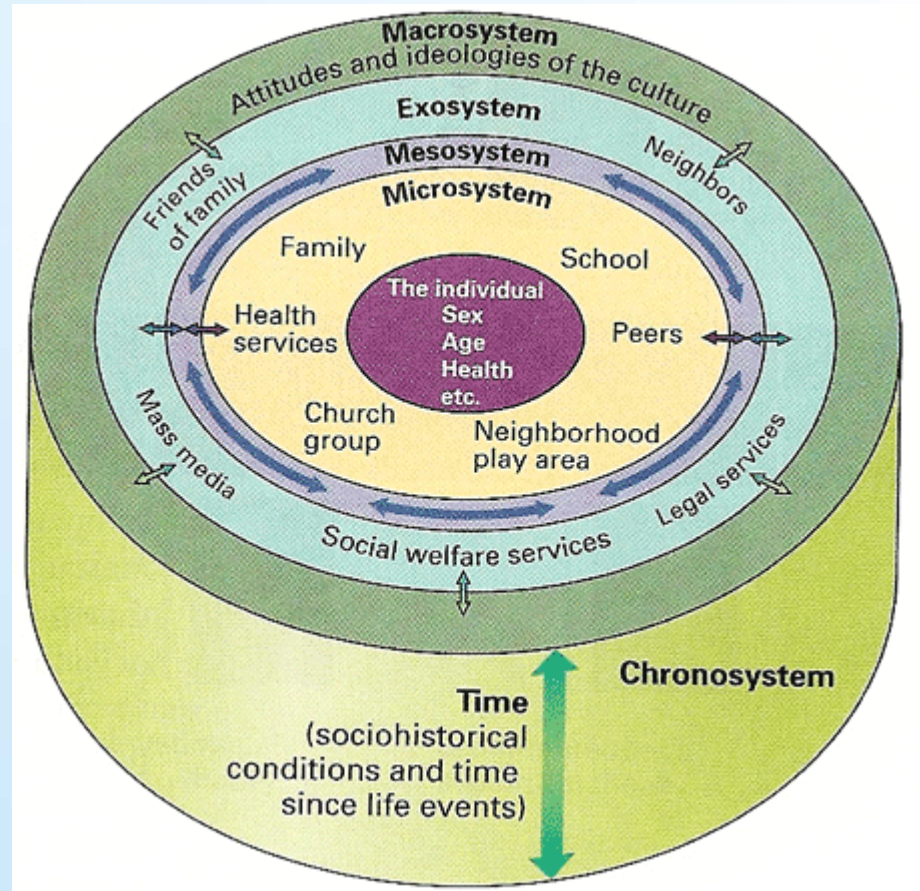 Macrosystem
Attitudes and ideologies of the culture
Exosystem
Mesosystem
Microsystem
Friends
of family
Neighbors
Family
School
The individual
Sex
Age
Health
etc.
Health
services
Peers
Church
group
Neighborhood
play area
Mass media
Legal services
Social welfare services
Chronosystem
Time
(sociohistorical
conditions and time
since life events)